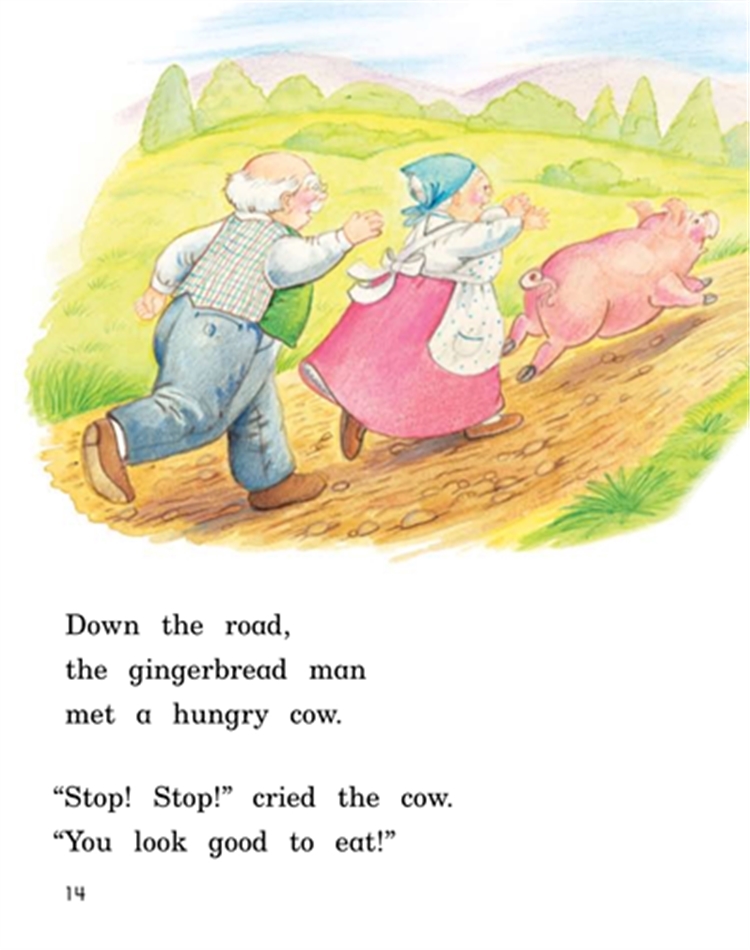 Down the road,
the gingerbread man
met a hungry cow.
“Stop! Stop!” cried the cow.
“You look good to eat!”
14